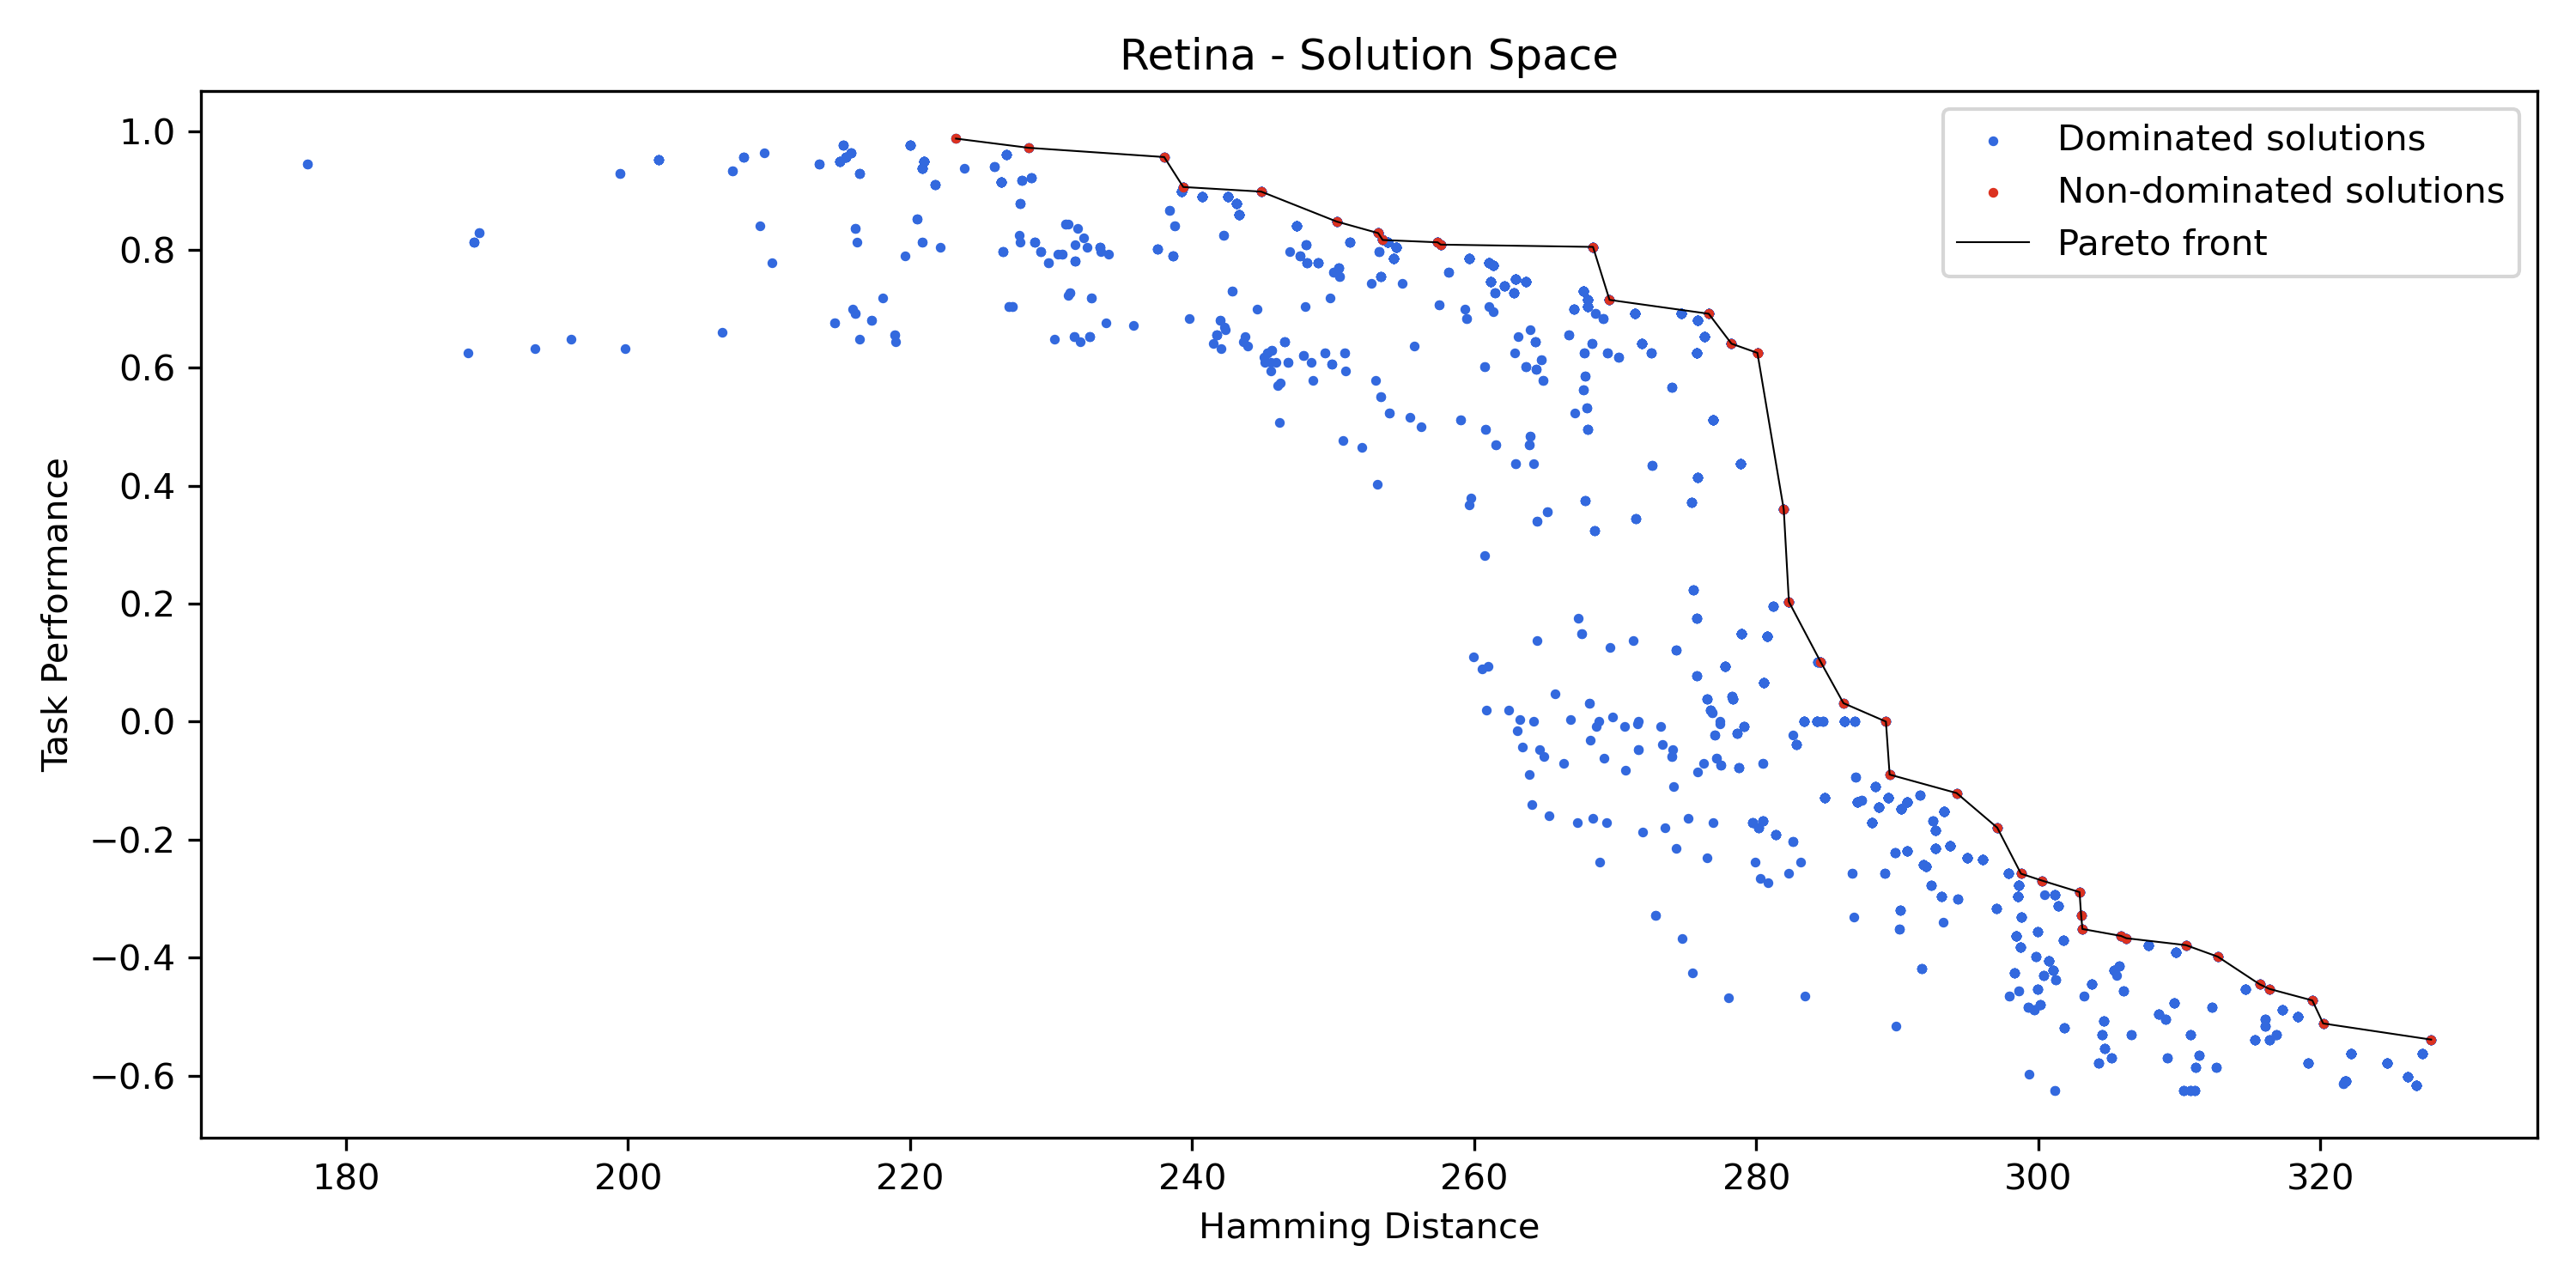 Retina - Solution Space
Dominated solutions
Non-dominated solutions
Pareto front
Task Performance
1.0
0.8
0.6
0.4
0.2
0.0
−0.2
−0.4
−0.6
180 200 220 240 260 280 300 320
Hamming Distance